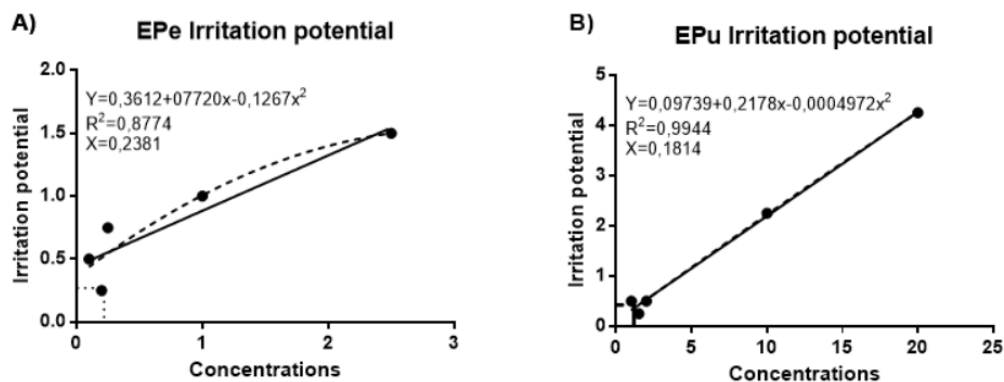 A)
EPe Irritation potential
Y=0,3612+07720x-0,1267x²
R²=0,8774
X=0,2381
Irritation potential
2.0
1.5
1.0
0.5
0.0
0 1 2 3
Concentrations
B)
EPu Irritation potential
Y=0,09739+0,2178x-0,0004972x²
R²=0,9944
X=0,1814
Irritation potential
5
4
3
2
1
0
0 5 10 15 20 25
Concentrations